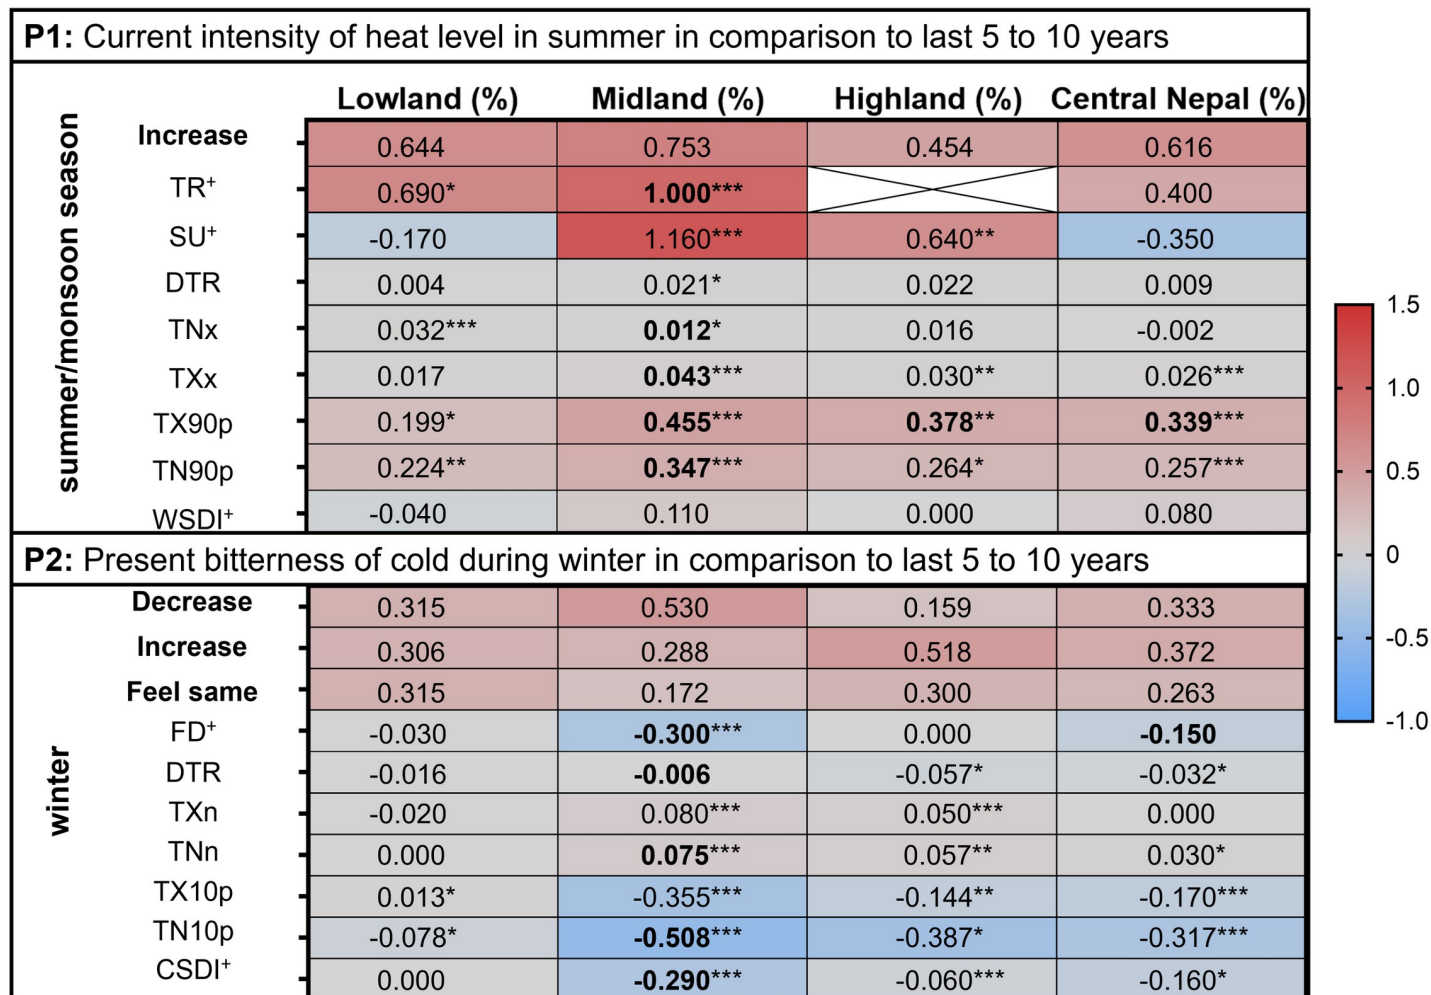 P1: Current intensity of heat level in summer in comparison to last 5 to 10 years
Lowland (%) Midland (%) Highland (%) Central Nepal (%)
summer/monsoon season
Increase 0.644 0.753 0.454 0.616
TR+ 0.690* 1.000*** 0.400
SU+ -0.170 1.160*** 0.640** -0.350
DTR 0.004 0.021* 0.022 0.009
TNx 0.032*** 0.012* 0.016 -0.002
TXx 0.017 0.043*** 0.030** 0.026***
TX90p 0.199* 0.455*** 0.378** 0.339***
TN90p 0.224** 0.347*** 0.264* 0.257***
WSDI+ -0.040 0.110 0.000 0.080
P2: Present bitterness of cold during winter in comparison to last 5 to 10 years
winter
Decrease 0.315 0.530 0.159 0.333
Increase 0.306 0.288 0.518 0.372
Feel same 0.315 0.172 0.300 0.263
FD+ -0.030 -0.300*** 0.000 -0.150
DTR -0.016 -0.006 -0.057* -0.032*
TXn -0.020 0.080*** 0.050*** 0.000
TNn 0.000 0.075*** 0.057** 0.030*
TX10p 0.013* -0.355*** -0.144** -0.170***
TN10p -0.078* -0.508*** -0.387* -0.317***
CSDI+ 0.000 -0.290*** -0.060*** -0.160*
1.5
1.0
0.5
0
-0.5
-1.0